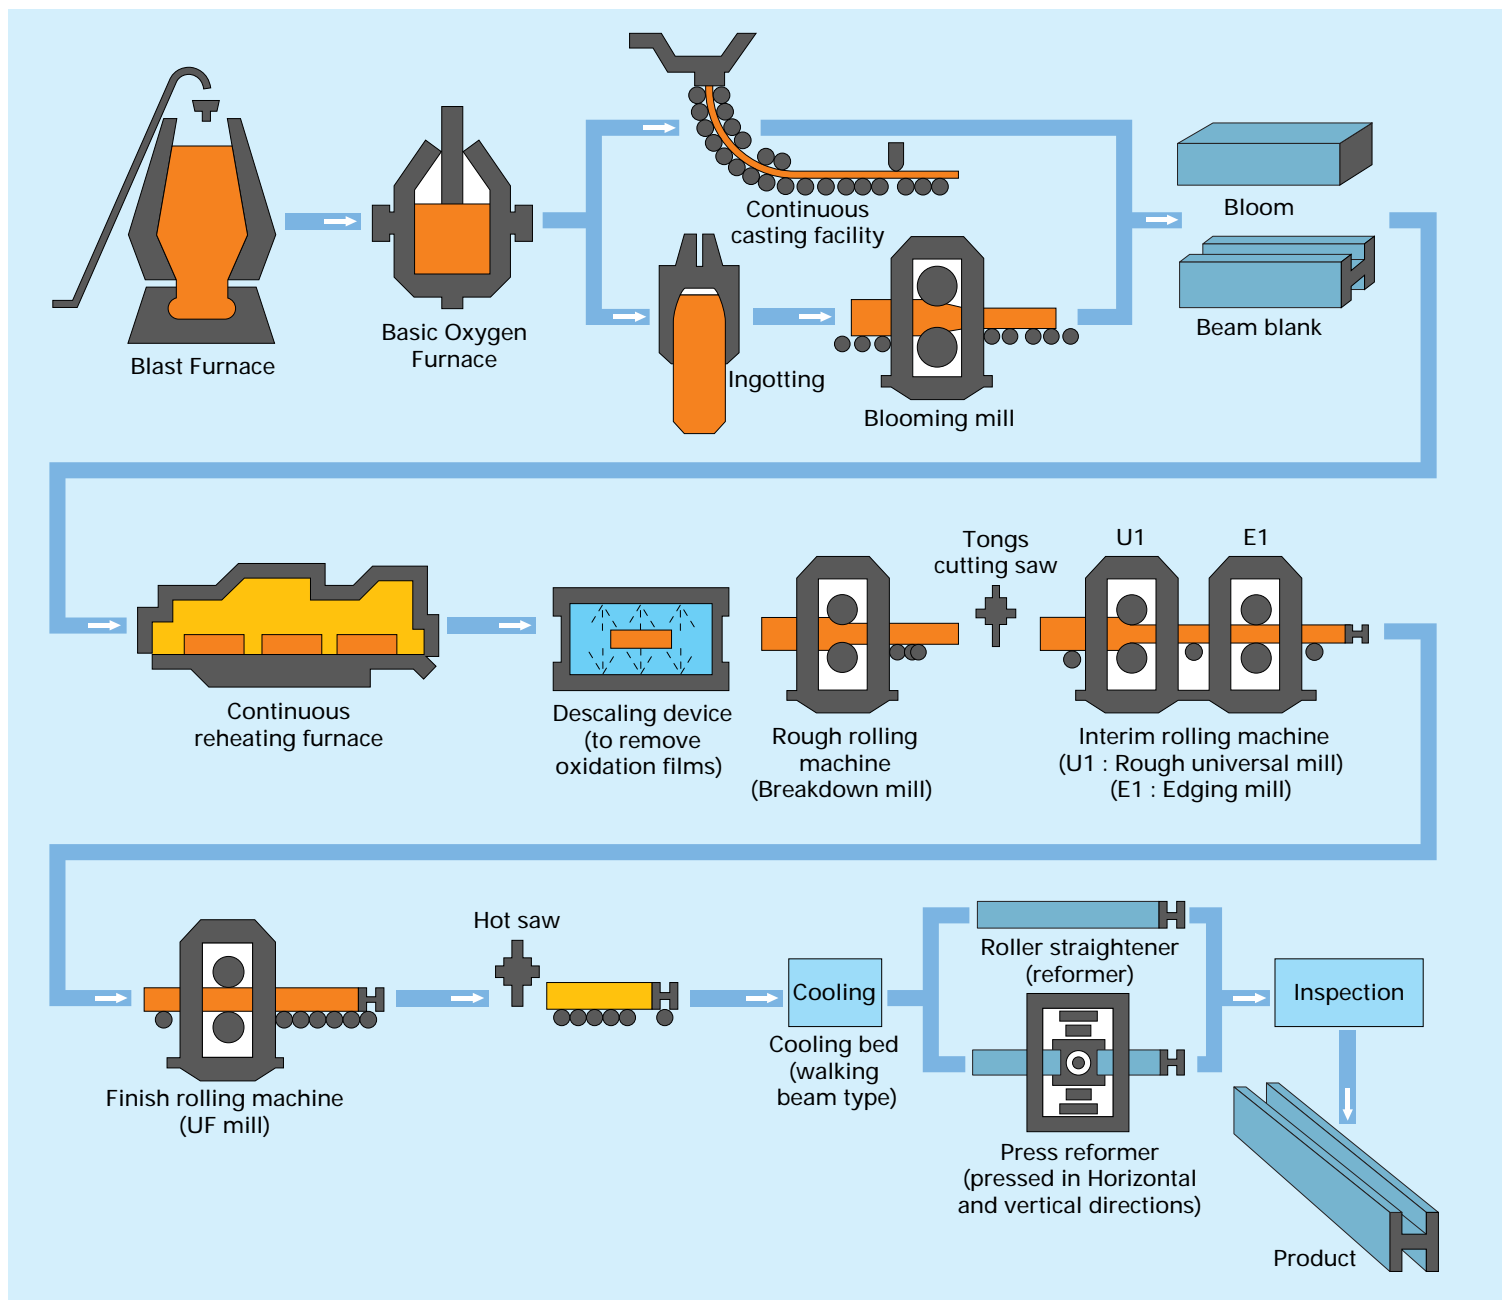 Blast Furnace
Basic Oxygen
Furnace
Continuous
casting facility
Ingotting
Blooming mill
Bloom
Beam blank
Continuous
reheating furnace
Descaling device
(to remove
oxidation films)
Rough rolling
machine
(Breakdown mill)
Tongs
cutting saw
U1
E1
Interim rolling machine
(U1 : Rough universal mill)
(E1 : Edging mill)
Finish rolling machine
(UF mill)
Hot saw
Cooling
Cooling bed
(walking
beam type)
Roller straightener
(reformer)
Press reformer
(pressed in Horizontal
and vertical directions)
Inspection
Product